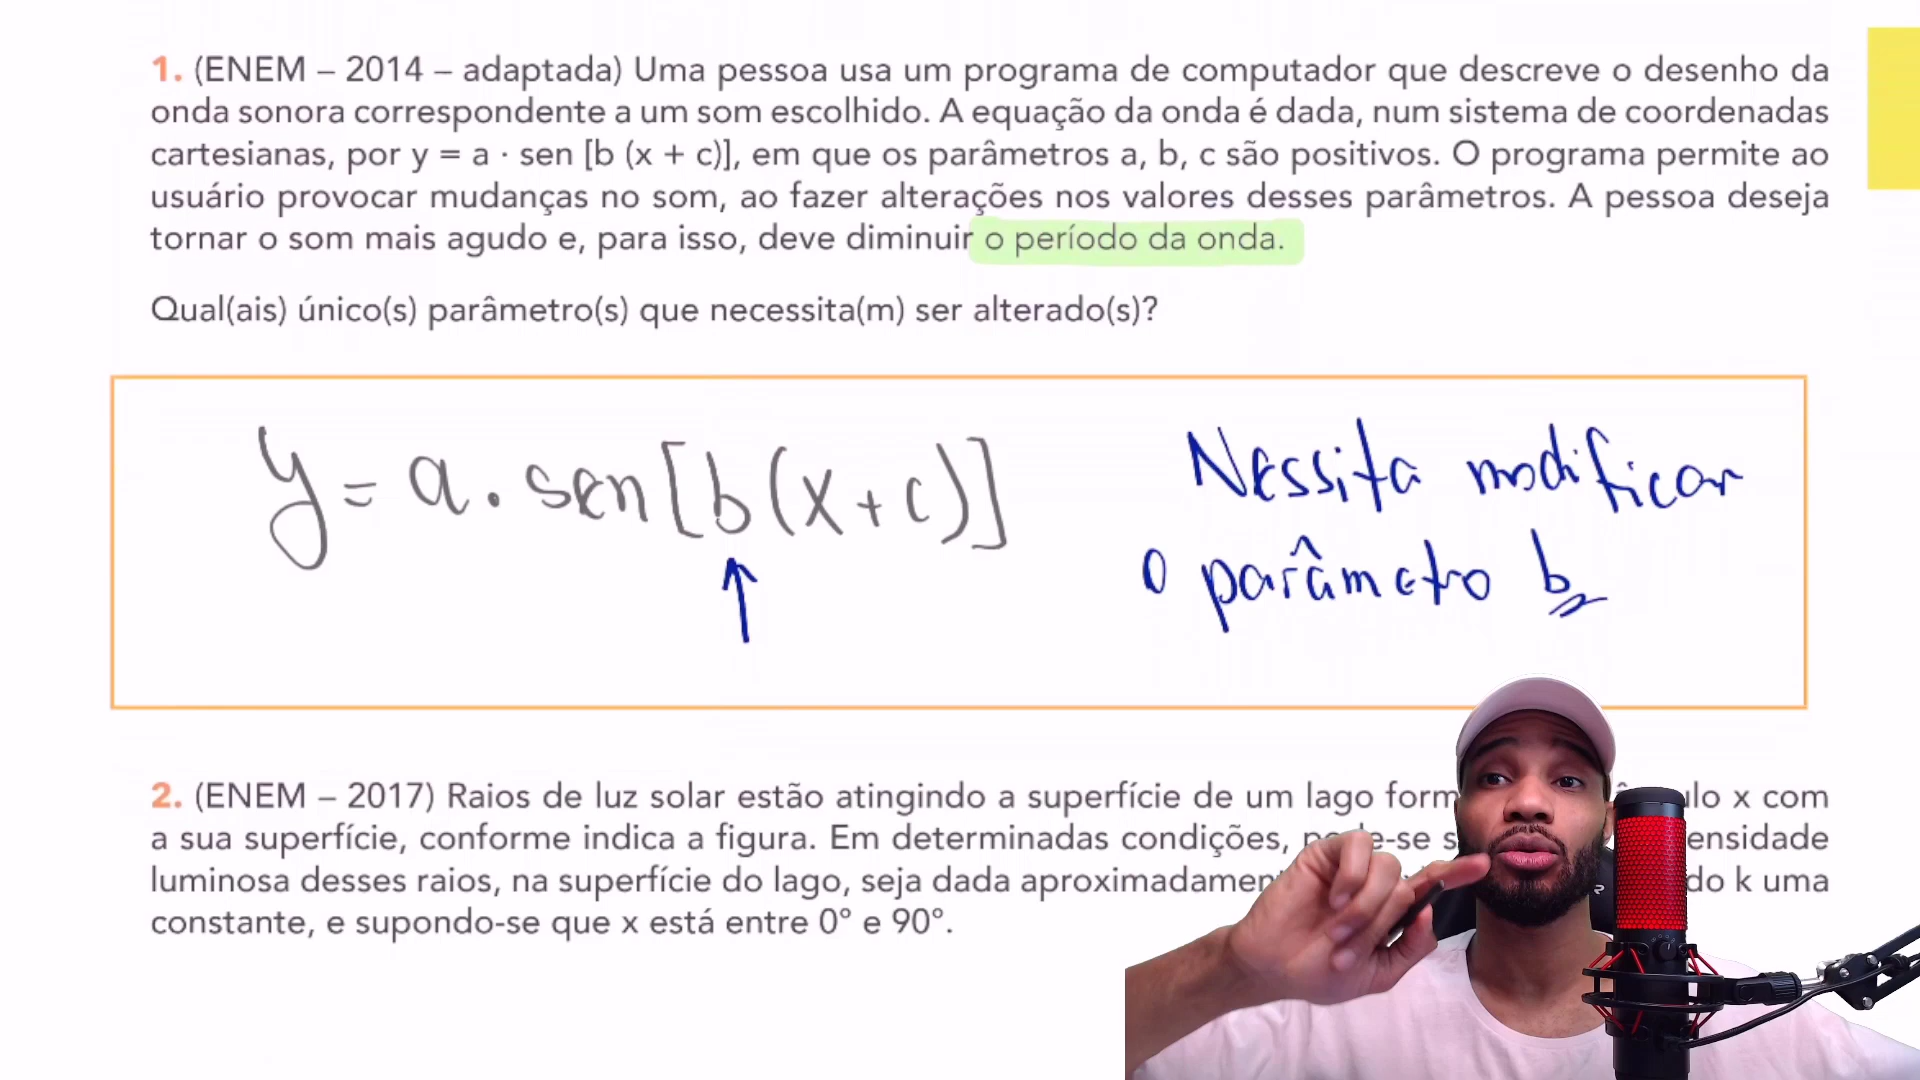 1. (ENEM – 2014 – adaptada) Uma pessoa usa um programa de computador que descreve o desenho da
onda sonora correspondente a um som escolhido. A equação da onda é dada, num sistema de coordenadas
cartesianas, por y = a · sen [b (x + c)], em que os parâmetros a, b, c são positivos. O programa permite ao
usuário provocar mudanças no som, ao fazer alterações nos valores desses parâmetros. A pessoa deseja
tornar o som mais agudo e, para isso, deve diminuir o período da onda.
Qual(ais) único(s) parâmetro(s) que necessita(m) ser alterado(s)?
y = a . sen [b (x + c)]
Nessita modificar
o parâmetro b
2. (ENEM – 2017) Raios de luz solar estão atingindo a superfície de um lago x com
a sua superfície, conforme indica a figura. Em determinadas condições,
luminosa desses raios, na superfície do lago, seja dada k uma
constante, e supondo-se que x está entre 0° e 90°.